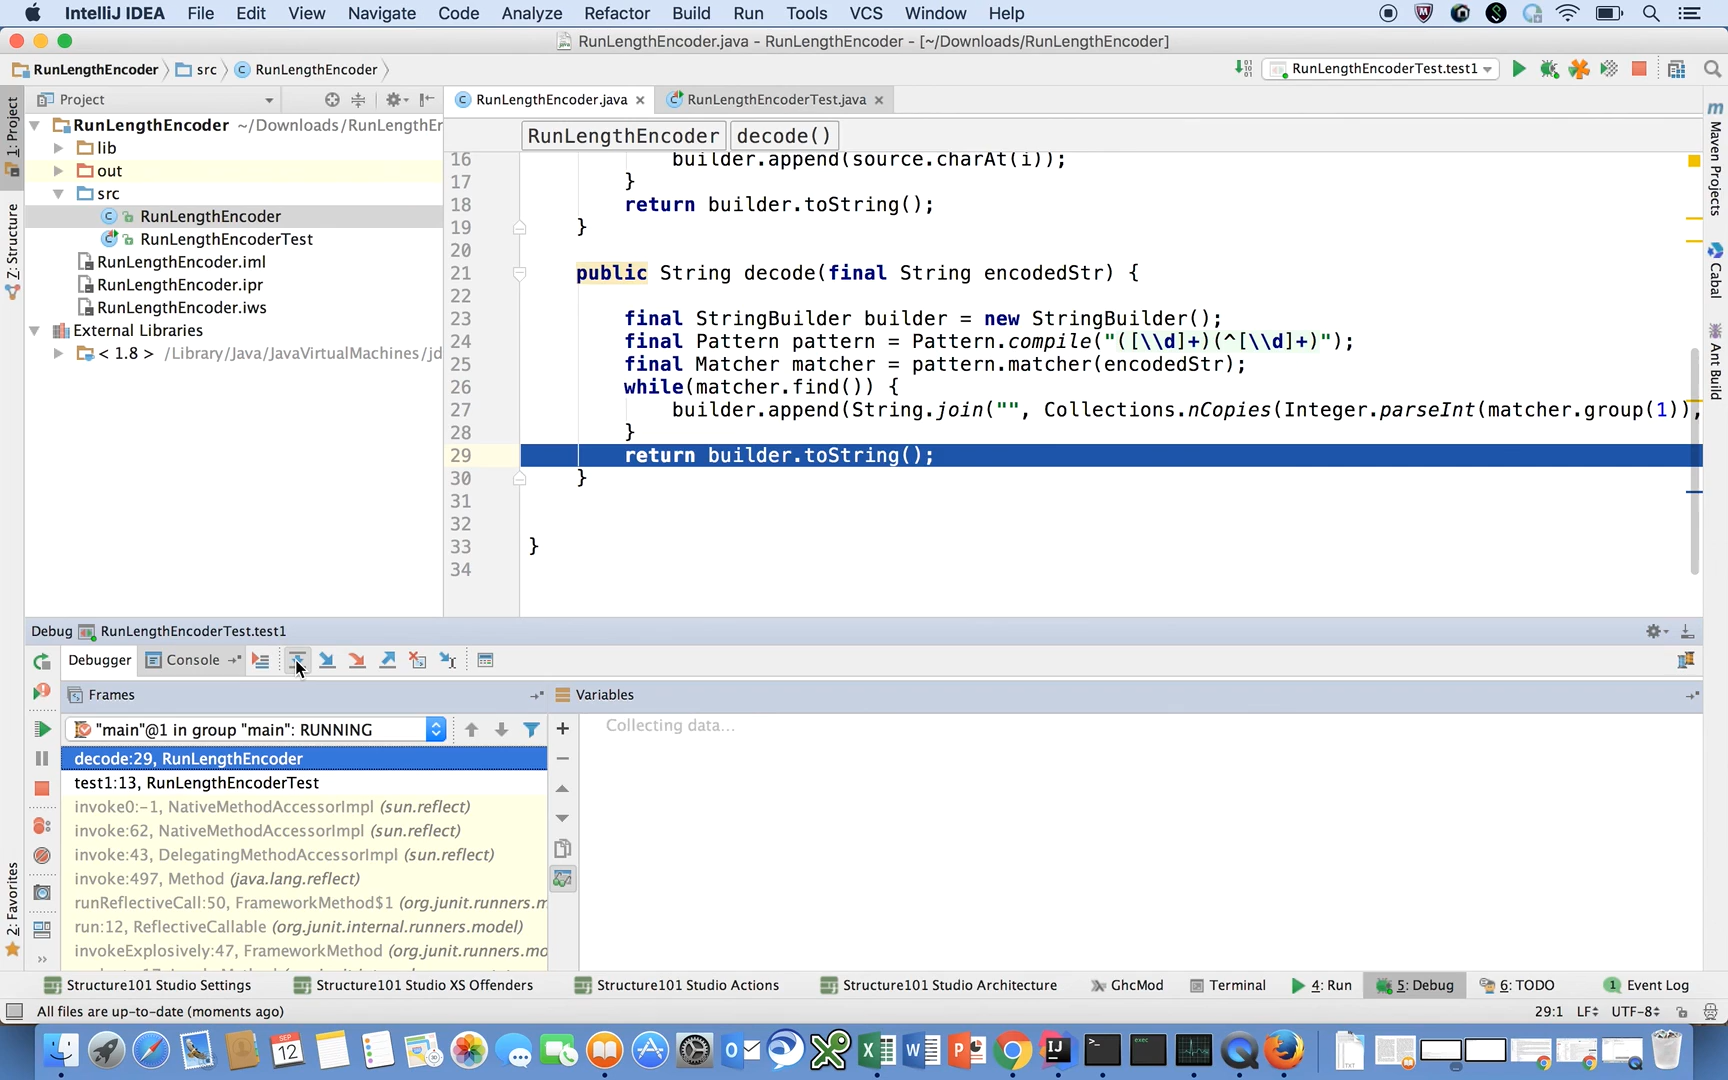 IntelliJ IDEA File Edit View Navigate Code Analyze Refactor Build Run Tools VCS Window Help
RunLengthEncoder.java - RunLengthEncoder - [~/Downloads/RunLengthEncoder]
RunLengthEncoder src RunLengthEncoder RunLengthEncoderTest.test1
1: Project
Z: Structure
2: Favorites
Project
RunLengthEncoder ~/Downloads/RunLengthEr
lib
out
src
RunLengthEncoder
RunLengthEncoderTest
RunLengthEncoder.iml
RunLengthEncoder.ipr
RunLengthEncoder.iws
External Libraries
< 1.8 > /Library/Java/JavaVirtualMachines/jd
RunLengthEncoder.java RunLengthEncoderTest.java
RunLengthEncoder decode()
16 builder.append(source.charAt(i));
17 }
18 return builder.toString();
19 }
20
21 public String decode(final String encodedStr) {
22
23 final StringBuilder builder = new StringBuilder();
24 final Pattern pattern = Pattern.compile("([\\d]+)(^[\\d]+)");
25 final Matcher matcher = pattern.matcher(encodedStr);
26 while(matcher.find()) {
27 builder.append(String.join("", Collections.nCopies(Integer.parseInt(matcher.group(1)),
28 }
29 return builder.toString();
30 }
31
32
33 }
34
Maven Projects
Cabal
Ant Build
Debug RunLengthEncoderTest.test1
Debugger Console
Frames
Variables
"main"@1 in group "main": RUNNING
Collecting data...
decode:29, RunLengthEncoder
test1:13, RunLengthEncoderTest
invoke0:-1, NativeMethodAccessorImpl (sun.reflect)
invoke:62, NativeMethodAccessorImpl (sun.reflect)
invoke:43, DelegatingMethodAccessorImpl (sun.reflect)
invoke:497, Method (java.lang.reflect)
runReflectiveCall:50, FrameworkMethod$1 (org.junit.runners.m
run:12, ReflectiveCallable (org.junit.internal.runners.model)
invokeExplosively:47, FrameworkMethod (org.junit.runners.mo
Structure101 Studio Settings Structure101 Studio XS Offenders Structure101 Studio Actions Structure101 Studio Architecture GhcMod Terminal 4: Run 5: Debug 6: TODO 1 Event Log
All files are up-to-date (moments ago) 29:1 LF UTF-8
SEP
12